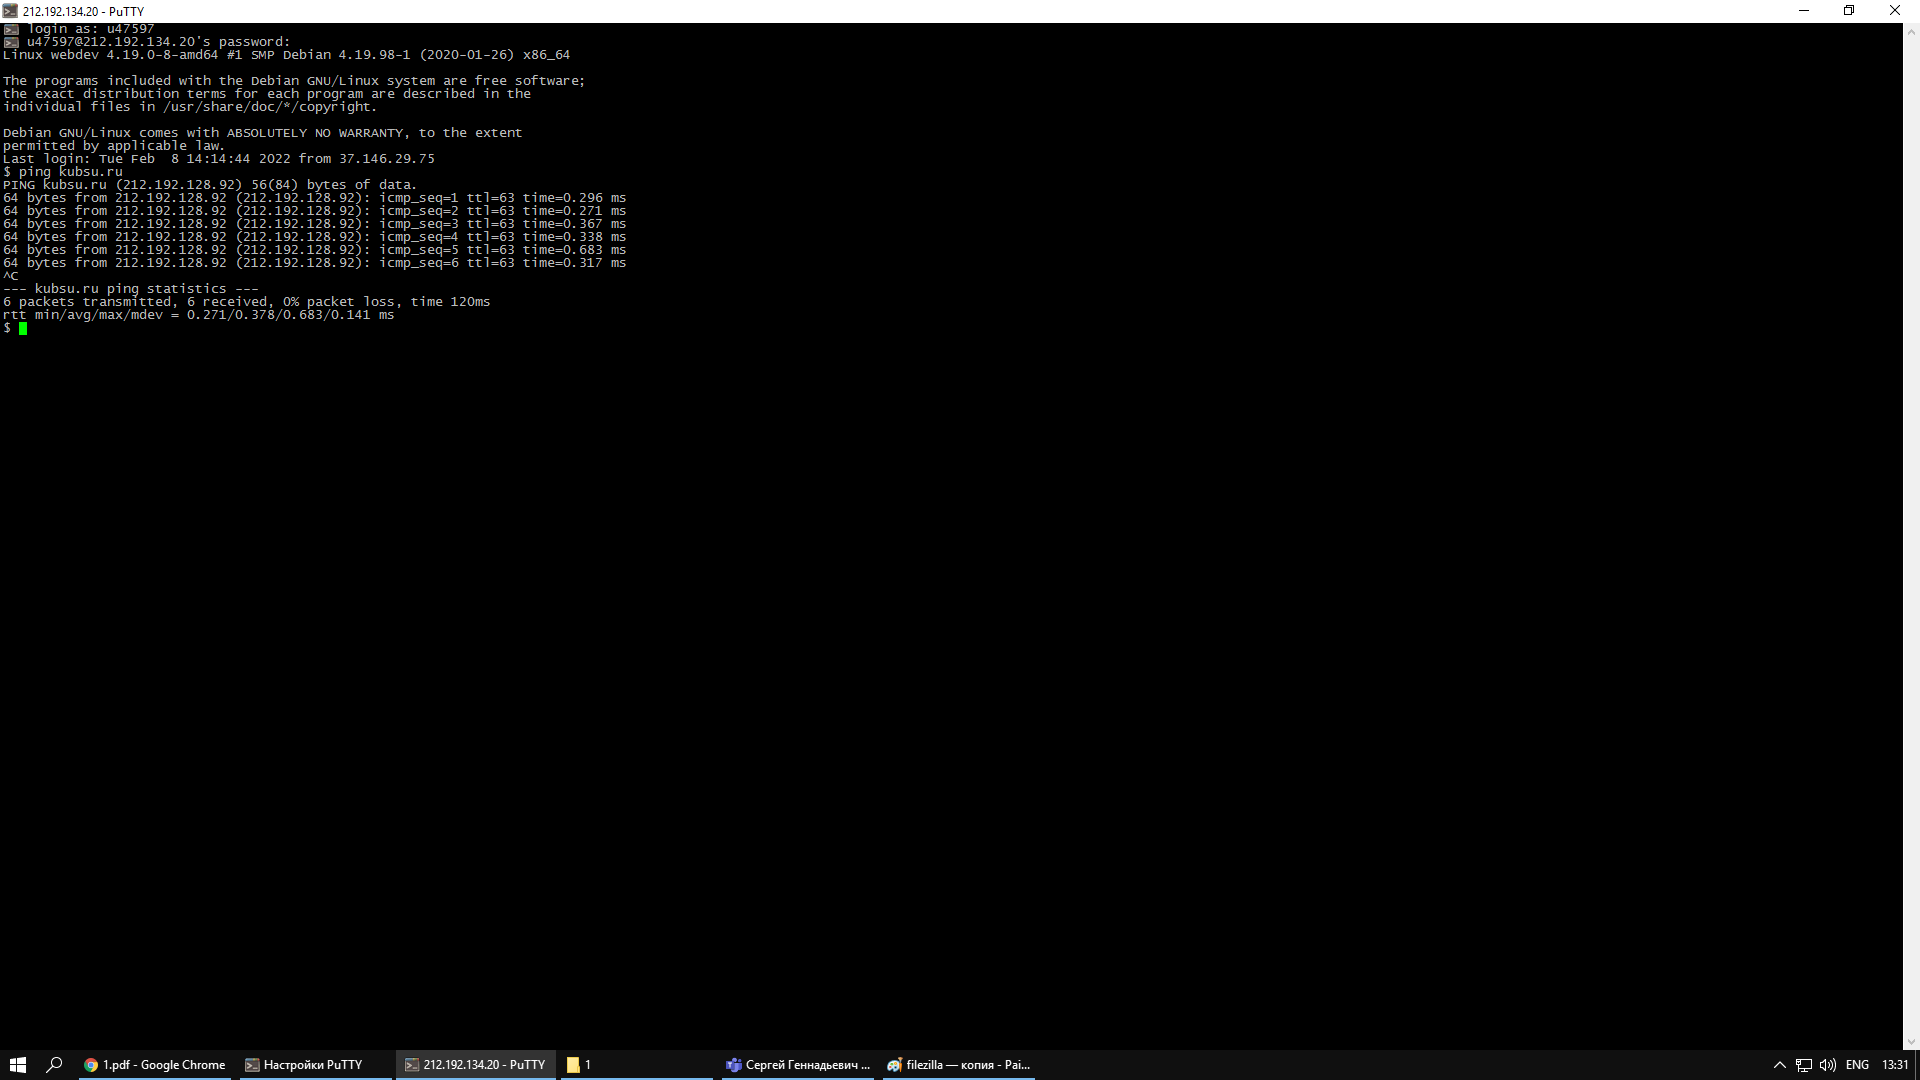 212.192.134.20 - PuTTY
login as: u47597
u47597@212.192.134.20's password:
Linux webdev 4.19.0-8-amd64 #1 SMP Debian 4.19.98-1 (2020-01-26) x86_64
The programs included with the Debian GNU/Linux system are free software;
the exact distribution terms for each program are described in the
individual files in /usr/share/doc/*/copyright.
Debian GNU/Linux comes with ABSOLUTELY NO WARRANTY, to the extent
permitted by applicable law.
Last login: Tue Feb  8 14:14:44 2022 from 37.146.29.75
$ ping kubsu.ru
PING kubsu.ru (212.192.128.92) 56(84) bytes of data.
64 bytes from 212.192.128.92 (212.192.128.92): icmp_seq=1 ttl=63 time=0.296 ms
64 bytes from 212.192.128.92 (212.192.128.92): icmp_seq=2 ttl=63 time=0.271 ms
64 bytes from 212.192.128.92 (212.192.128.92): icmp_seq=3 ttl=63 time=0.367 ms
64 bytes from 212.192.128.92 (212.192.128.92): icmp_seq=4 ttl=63 time=0.338 ms
64 bytes from 212.192.128.92 (212.192.128.92): icmp_seq=5 ttl=63 time=0.683 ms
64 bytes from 212.192.128.92 (212.192.128.92): icmp_seq=6 ttl=63 time=0.317 ms
^C
--- kubsu.ru ping statistics ---
6 packets transmitted, 6 received, 0% packet loss, time 120ms
rtt min/avg/max/mdev = 0.271/0.378/0.683/0.141 ms
$
1.pdf - Google Chrome Настройки PuTTY 212.192.134.20 - PuTTY 1 Сергей Геннадьевич ... filezilla — копия - Pai... ENG 13:31